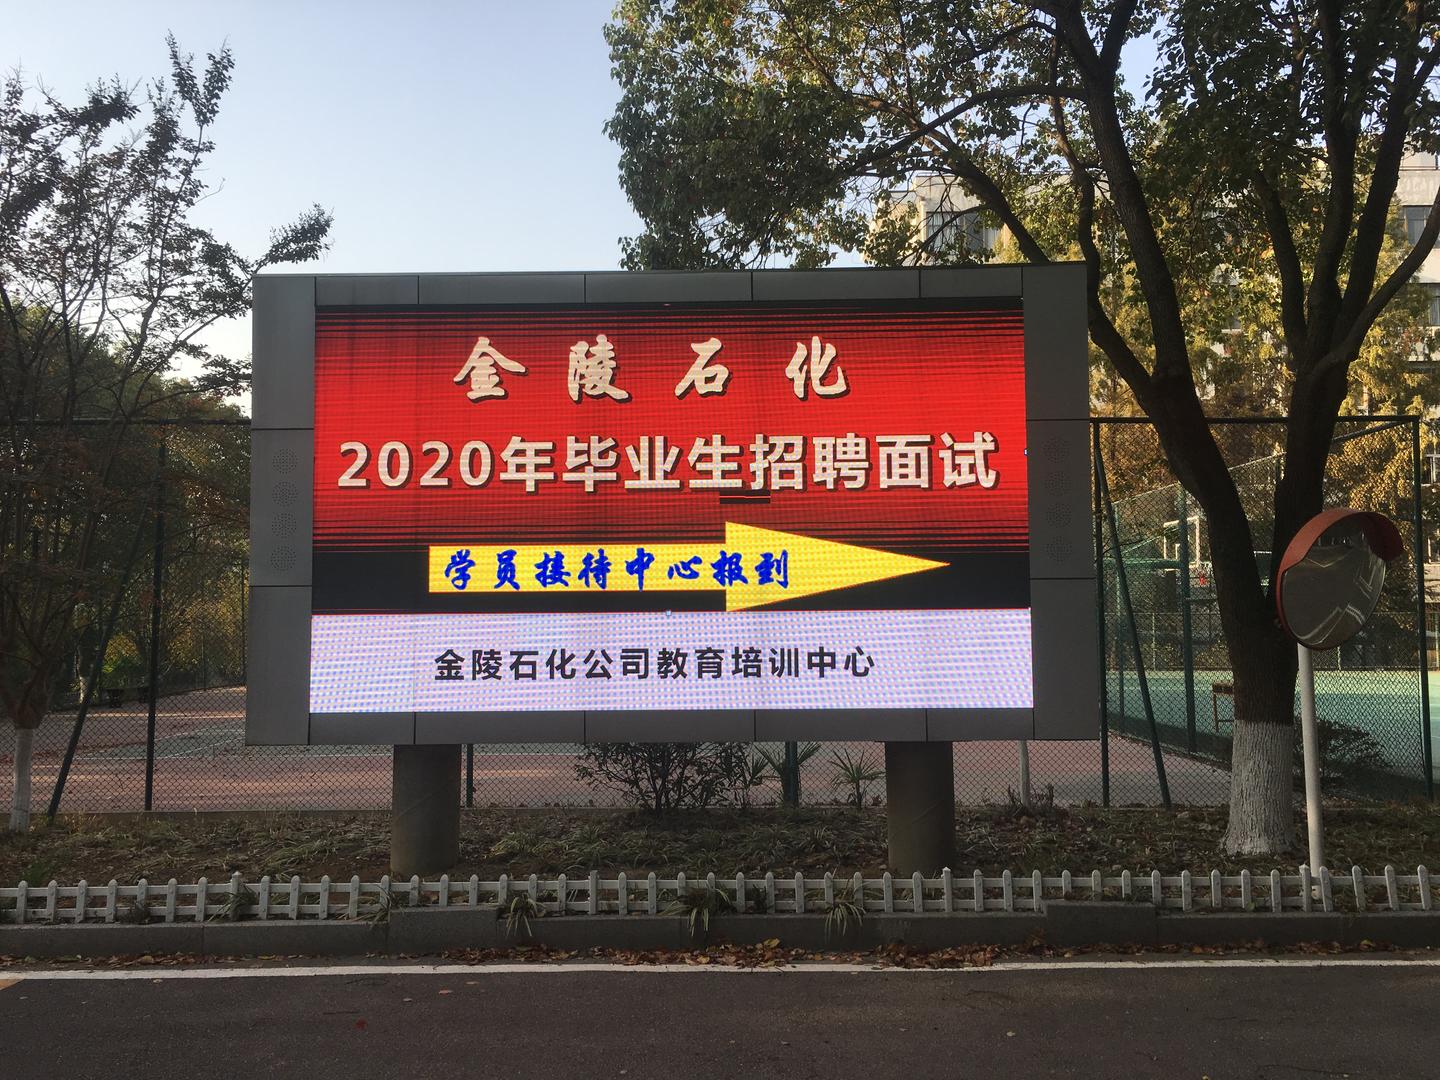 金陵石化
2020年毕业生招聘面试
学员接待中心报到
金陵石化公司教育培训中心